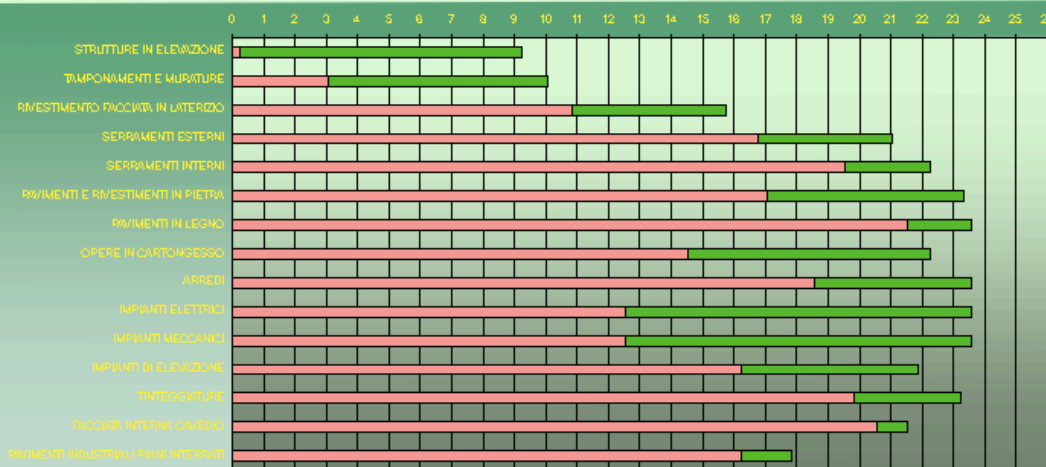 0 1 2 3 4 5 6 7 8 9 10 11 12 13 14 15 16 17 18 19 20 21 22 23 24 25
STRUTTURE IN ELEVAZIONE
TAMPONAMENTI E MURATURE
RIVESTIMENTO FACCIATA IN LATERIZIO
SERRAMENTI ESTERNI
SERRAMENTI INTERNI
PAVIMENTI E RIVESTIMENTI IN PIETRA
PAVIMENTI IN LEGNO
OPERE IN CARTONGESSO
ARREDI
IMPIANTI ELETTRICI
IMPIANTI MECCANICI
IMPIANTI DI ELEVAZIONE
TINTEGGIATURE
FACCIATA INTERNA CAVEDIO
PAVIMENTI INDUSTRIALI PIANI INTERRATI